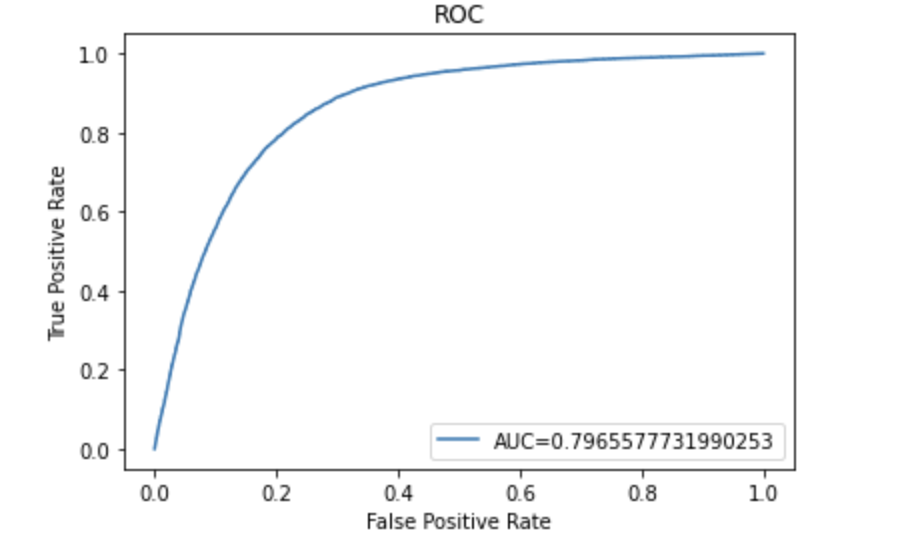 ROC
1.0
0.8
0.6
0.4
0.2
0.0
True Positive Rate
AUC=0.7965577731990253
0.0 0.2 0.4 0.6 0.8 1.0
False Positive Rate